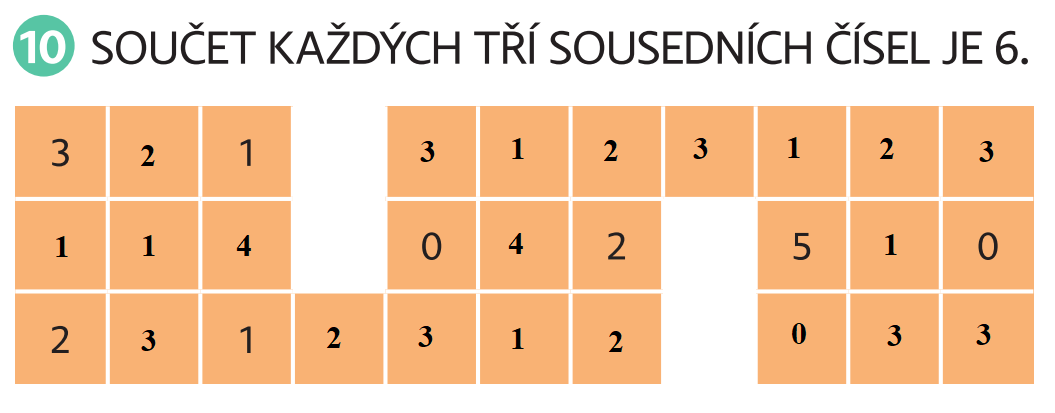 10 SOUČET KAŽDÝCH TŘÍ SOUSEDNÍCH ČÍSEL JE 6.
3 2 1 3 1 2 3 1 2 3
1 1 4 0 4 2 5 1 0
2 3 1 2 3 1 2 0 3 3